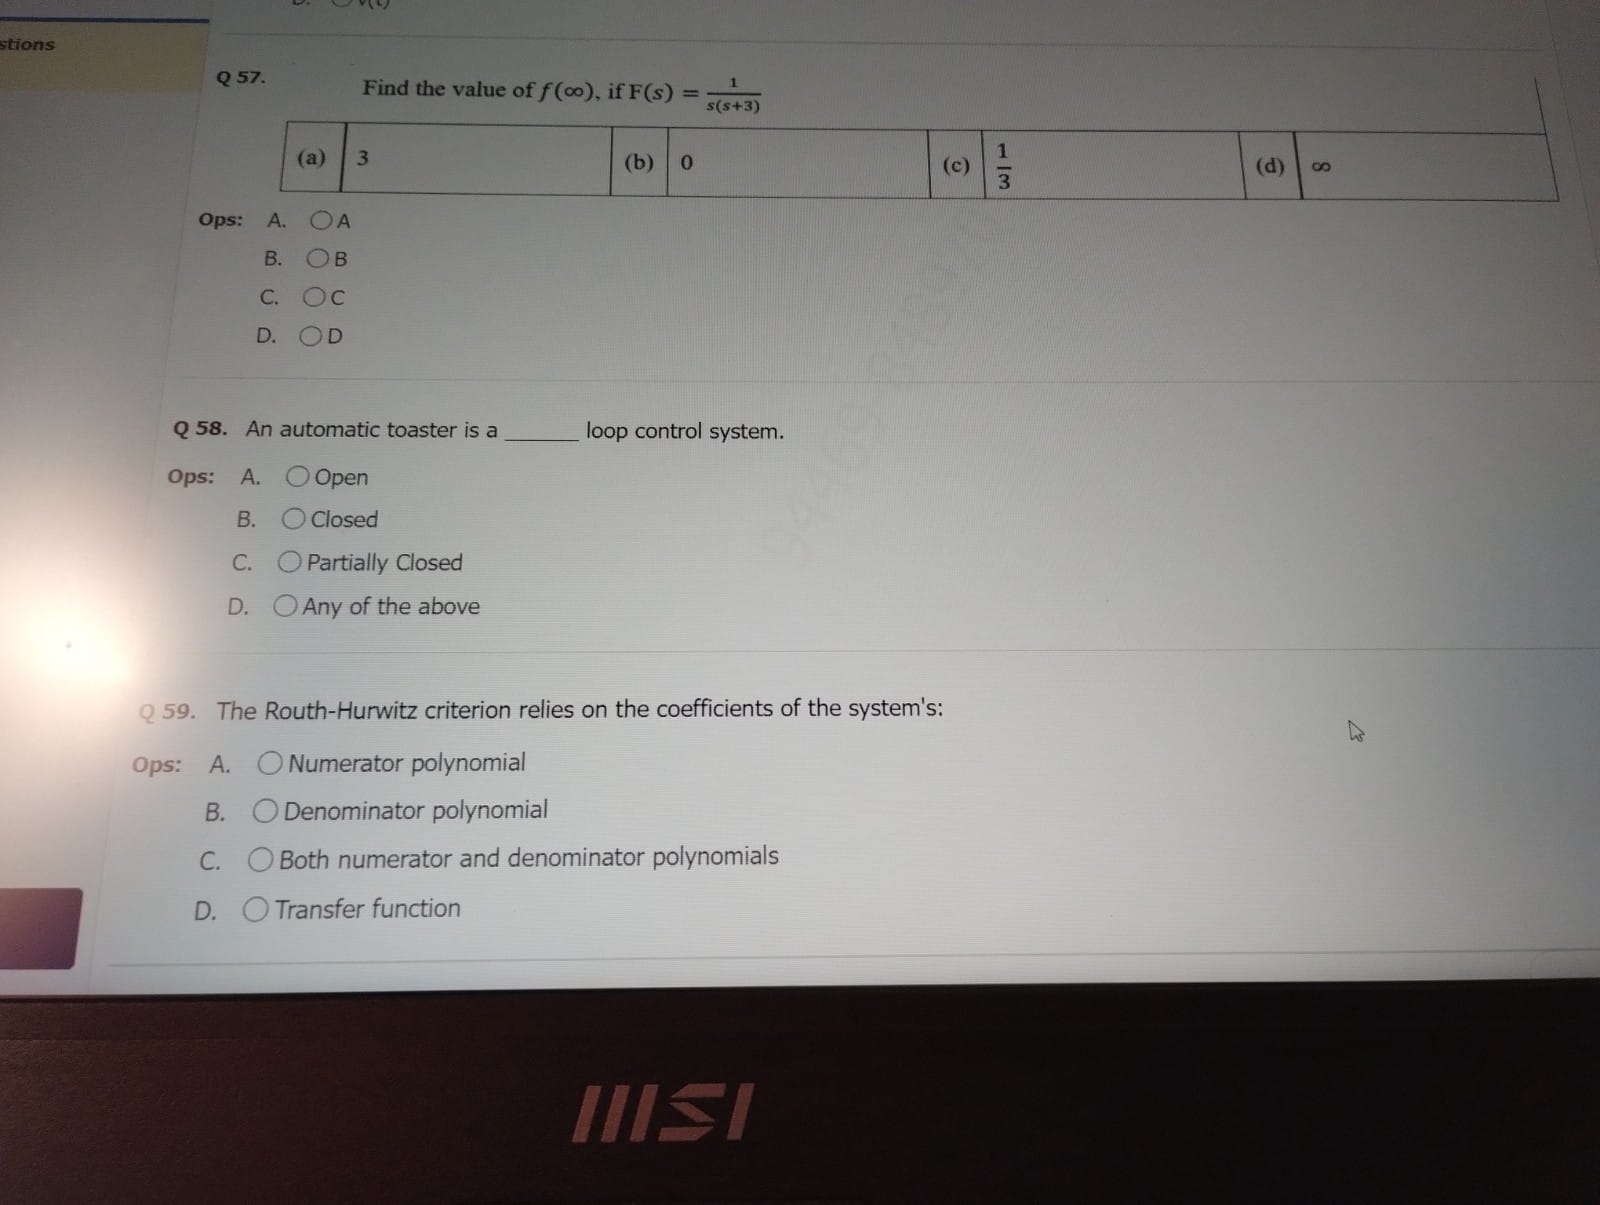 stions
Q 57.
Find the value of f(∞), if F(s) = 1/s(s+3)
(a) 3 (b) 0 (c) 1/3 (d) ∞
Ops: A. A
B. B
C. C
D. D
Q 58. An automatic toaster is a ______ loop control system.
Ops: A. Open
B. Closed
C. Partially Closed
D. Any of the above
Q 59. The Routh-Hurwitz criterion relies on the coefficients of the system's:
Ops: A. Numerator polynomial
B. Denominator polynomial
C. Both numerator and denominator polynomials
D. Transfer function
msi